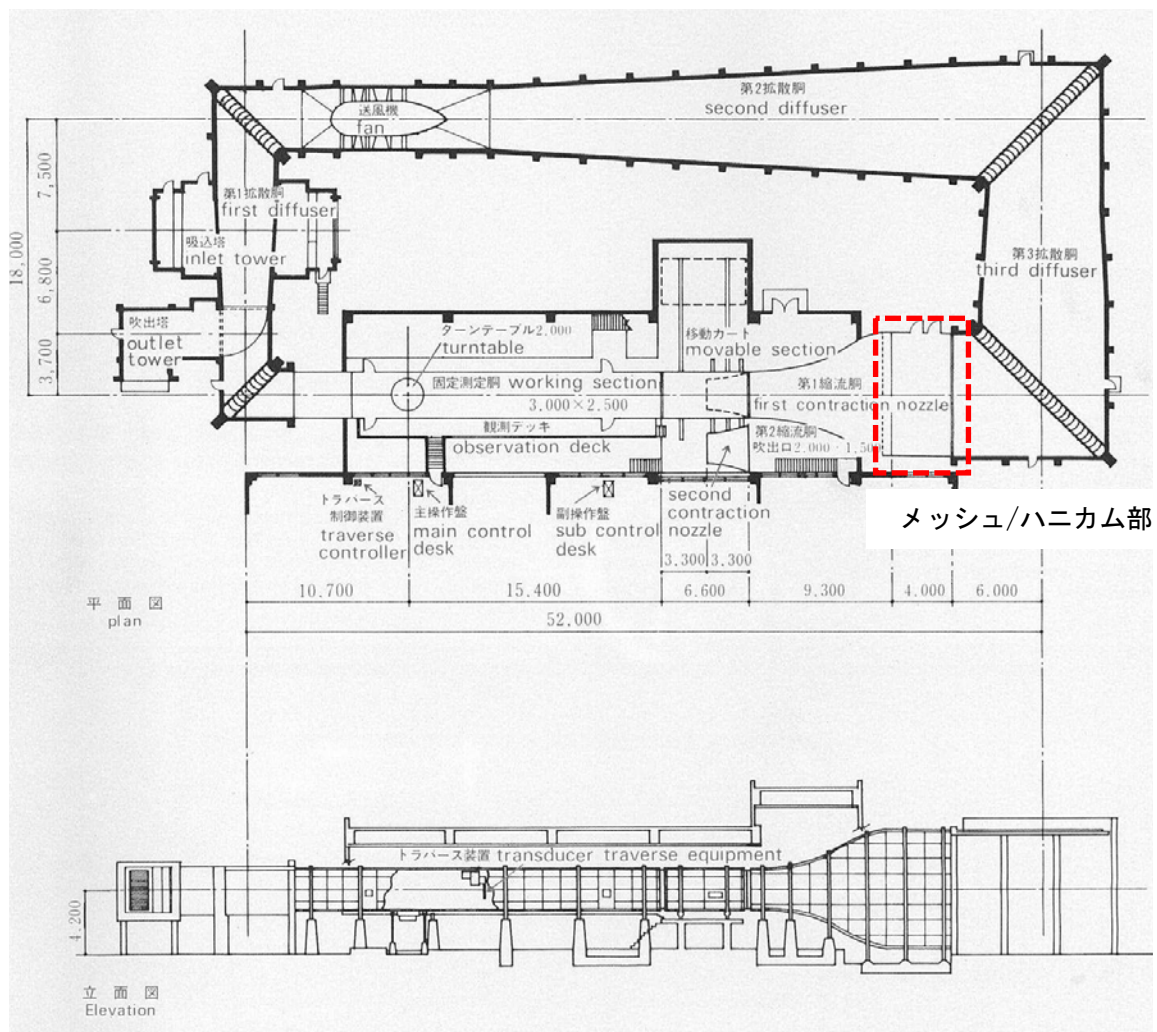 送風機
fan
第2拡散胴
second diffuser
第1拡散胴
first diffuser
吸込塔
inlet tower
第3拡散胴
third diffuser
吹出塔
outlet
tower
7,500
18,000
6,800
3,700
ターンテーブル2,000
turntable
移動カート
movable section
固定測定胴 working section
3.000×2.500
第1縮流胴
first contraction nozzle
観測デッキ
observation deck
第2縮流胴
吹出口2,000・1,500
トラバース
制御装置
traverse
controller
主操作盤
main control
desk
副操作盤
sub control
desk
second
contraction
nozzle
メッシュ/ハニカム部
3.300
3.300
10.700
15.400
6.600
9.300
4.000
6.000
52.000
平面図
plan
トラバース装置 transducer traverse equipment
4.200
立面図
Elevation